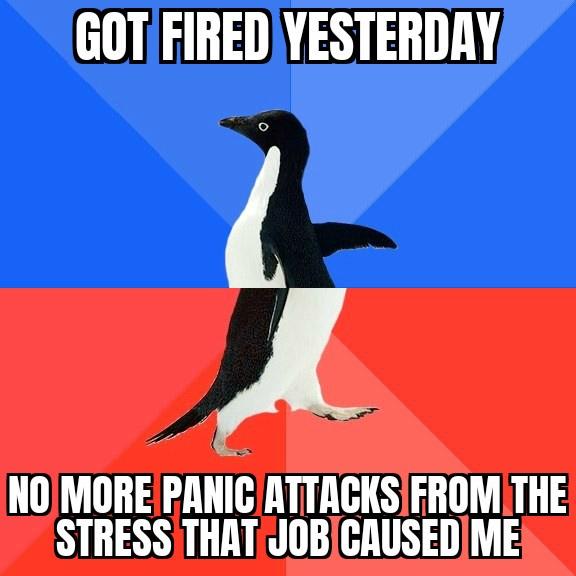 GOT FIRED YESTERDAY
NO MORE PANIC ATTACKS FROM THE
STRESS THAT JOB CAUSED ME